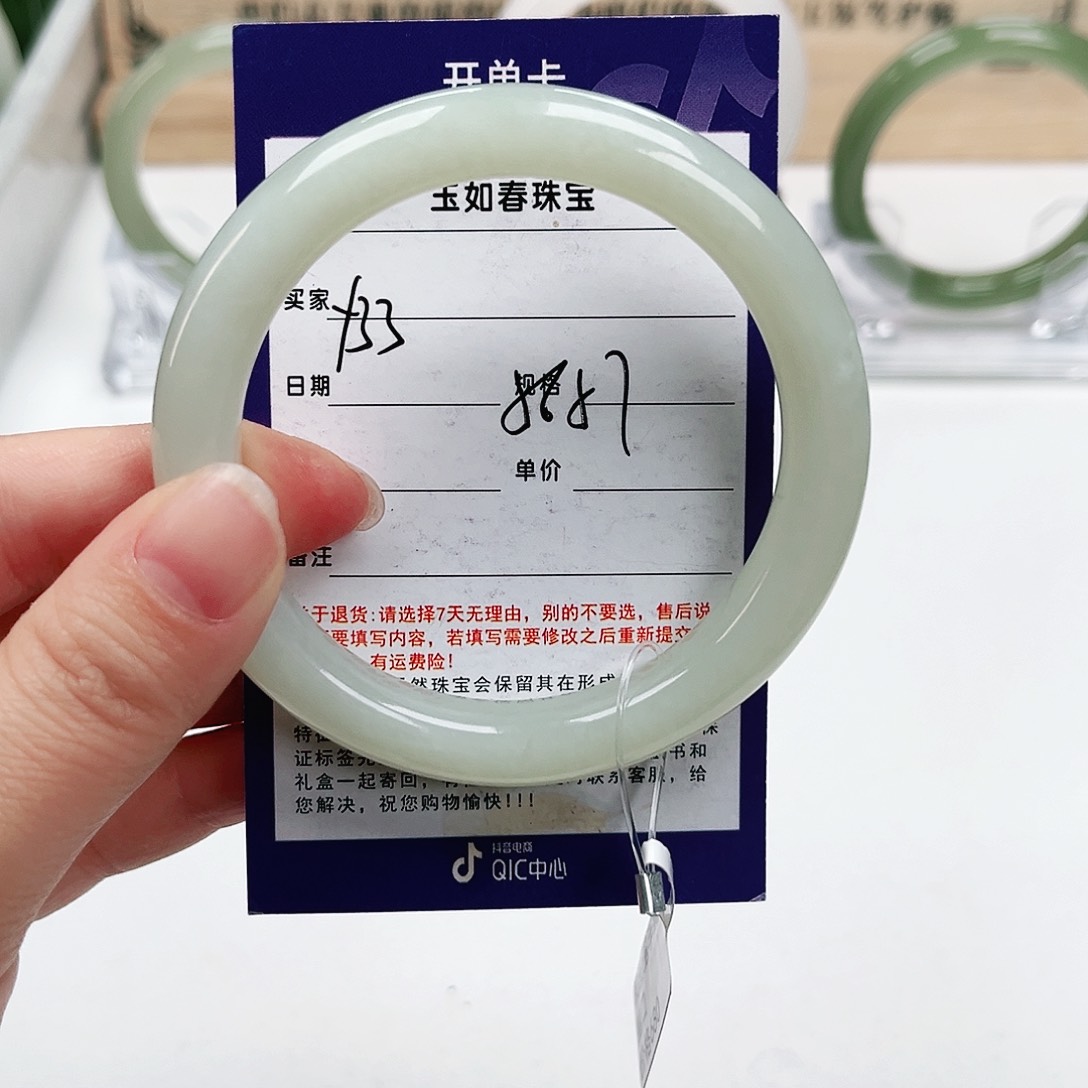 开单卡
玉如春珠宝
买家
日期
规格
单价
备注
于退货:请选择7天无理由，别的不要选，售后说
要填写内容，若填写需要修改之后重新提交
有运费险!
然珠宝会保留其在形成
特征
证标签完 书和
礼盒一起寄回， 联系客服，给
您解决，祝您购物愉快!!!
抖音电商
QIC中心